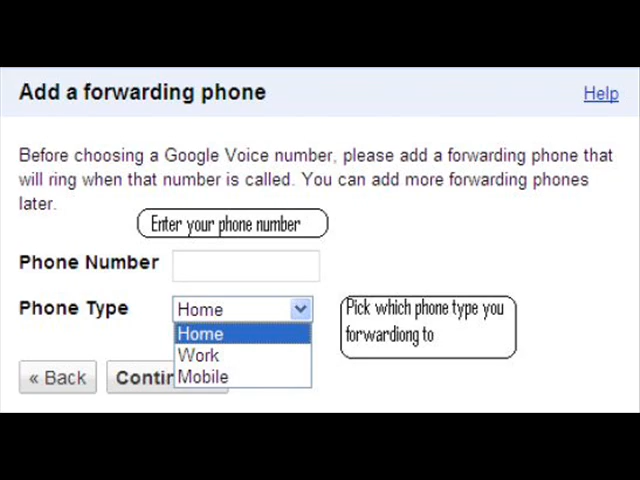 Add a forwarding phone
Help
Before choosing a Google Voice number, please add a forwarding phone that
will ring when that number is called. You can add more forwarding phones
later.
Enter your phone number
Phone Number
Phone Type
Home
Pick which phone type you
forwardiong to
Home
Work
Mobile
« Back
Contin